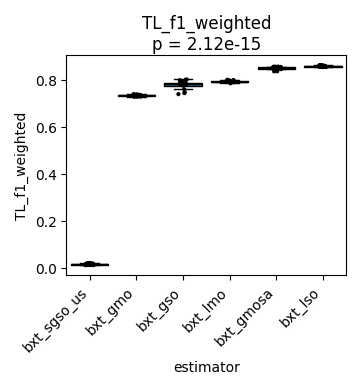 TL_f1_weighted
p = 2.12e-15
TL_f1_weighted
0.8
0.6
0.4
0.2
0.0
bxt_sgso_us
bxt_gmo
bxt_gso
bxt_lmo
bxt_gmosa
bxt_lso
estimator